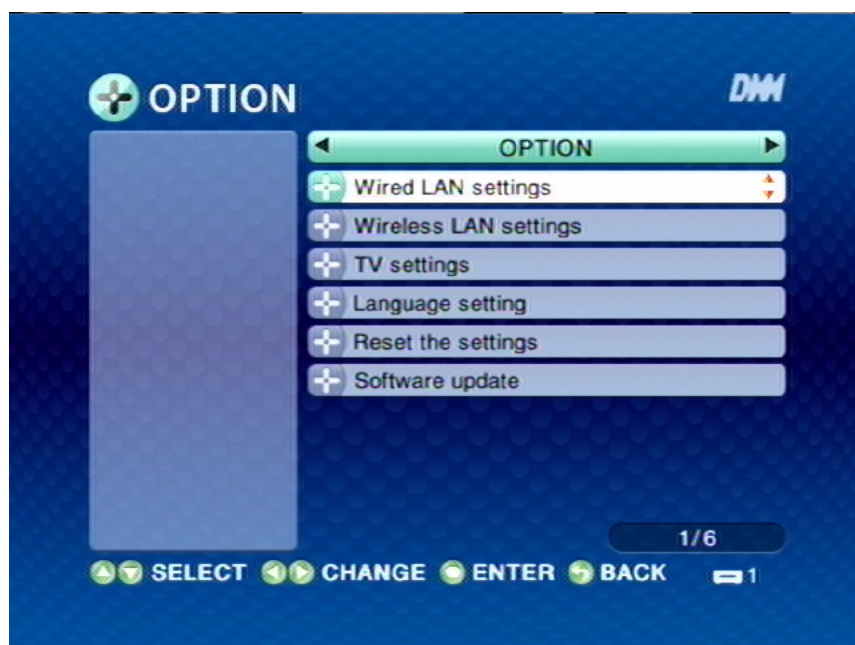 OPTION
DMM
OPTION
Wired LAN settings
Wireless LAN settings
TV settings
Language setting
Reset the settings
Software update
1/6
SELECT CHANGE ENTER BACK 1